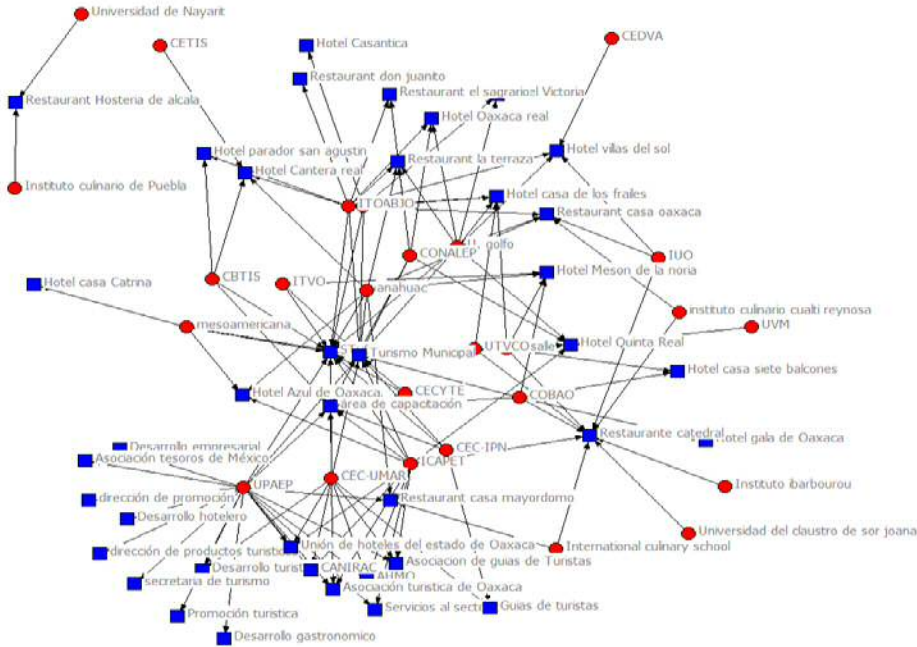 Universidad de Nayarit
CETIS
CEDVA
Hotel Casantica
Restaurant don juanito
Restaurant el sagrario
el Victoria
Restaurant Hosteria de alcala
Hotel Oaxaca real
Hotel parador san agustin
Hotel vilas del sol
Restaurant la terraza
Hotel Cantera real
Instituto culinario de Puebla
Hotel casa de los frailes
ITOABJO
Restaurant casa oaxaca
golfo
CONALEP
IUO
Hotel Meson de la noria
CBTIS
ITVO
Hotel casa Catrina
anahuac
instituto culinario cualti reynosa
mesoamericana
UVM
Hotel Quinta Real
UTVCO
salle
Turismo Municipal
Hotel casa siete balcones
Hotel Azul de Oaxaca.
CECYTE
COBAO
área de capacitación
Restaurante catedral
Hotel gala de Oaxaca
Desarrollo empresarial
CEC-IPN
Asociación tesoros de México
ICAPET
CEC-UMAR
UPAEP
Instituto ibarbourou
dirección de promoción
Restaurant casa mayordomo
Desarrollo hotelero
Universidad del claustro de sor joana
Unión de hoteles del estado de Oaxaca
International culinary school
dirección de productos turistic
Asociacion de guias de Turistas
Desarrollo turist
CANIRAC
AHMO
secretaria de turismo
Asociación turistica de Oaxaca
Promoción turistica
Servicios al sect
Guias de turistas
Desarrollo gastronomico